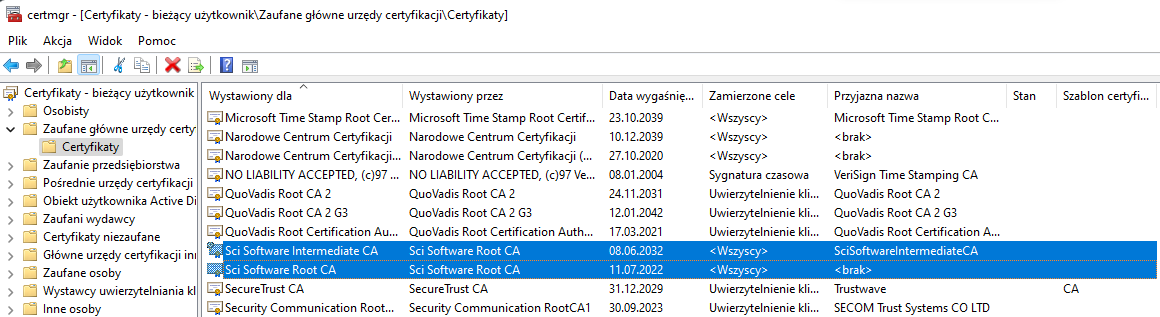 certmgr - [Certyfikaty - bieżący użytkownik\Zaufane główne urzędy certyfikacji\Certyfikaty]
Plik Akcja Widok Pomoc
Certyfikaty - bieżący użytkownik
Osobisty
Zaufane główne urzędy certy
Certyfikaty
Zaufanie przedsiębiorstwa
Pośrednie urzędy certyfikacji
Obiekt użytkownika Active Di
Zaufani wydawcy
Certyfikaty niezaufane
Główne urzędy certyfikacji inn
Zaufane osoby
Wystawcy uwierzytelniania kl
Inne osoby
Wystawiony dla Wystawiony przez Data wygaśnię... Zamierzone cele Przyjazna nazwa Stan Szablon certyfi...
Microsoft Time Stamp Root Cer... Microsoft Time Stamp Root Certif... 23.10.2039 <Wszyscy> Microsoft Time Stamp Root C...
Narodowe Centrum Certyfikacji Narodowe Centrum Certyfikacji 10.12.2039 <Wszyscy> <brak>
Narodowe Centrum Certyfikacji... Narodowe Centrum Certyfikacji (... 27.10.2020 <Wszyscy> <brak>
NO LIABILITY ACCEPTED, (c)97 ... NO LIABILITY ACCEPTED, (c)97 Ve... 08.01.2004 Sygnatura czasowa VeriSign Time Stamping CA
QuoVadis Root CA 2 QuoVadis Root CA 2 24.11.2031 Uwierzytelnienie kli... QuoVadis Root CA 2
QuoVadis Root CA 2 G3 QuoVadis Root CA 2 G3 12.01.2042 Uwierzytelnienie kli... QuoVadis Root CA 2 G3
QuoVadis Root Certification Au... QuoVadis Root Certification Auth... 17.03.2021 Uwierzytelnienie kli... QuoVadis Root Certification A...
Sci Software Intermediate CA Sci Software Root CA 08.06.2032 <Wszyscy> SciSoftwareIntermediateCA
Sci Software Root CA Sci Software Root CA 11.07.2022 <Wszyscy> <brak>
SecureTrust CA SecureTrust CA 31.12.2029 Uwierzytelnienie kli... Trustwave CA
Security Communication Root... Security Communication RootCA1 30.09.2023 Uwierzytelnienie kli... SECOM Trust Systems CO LTD